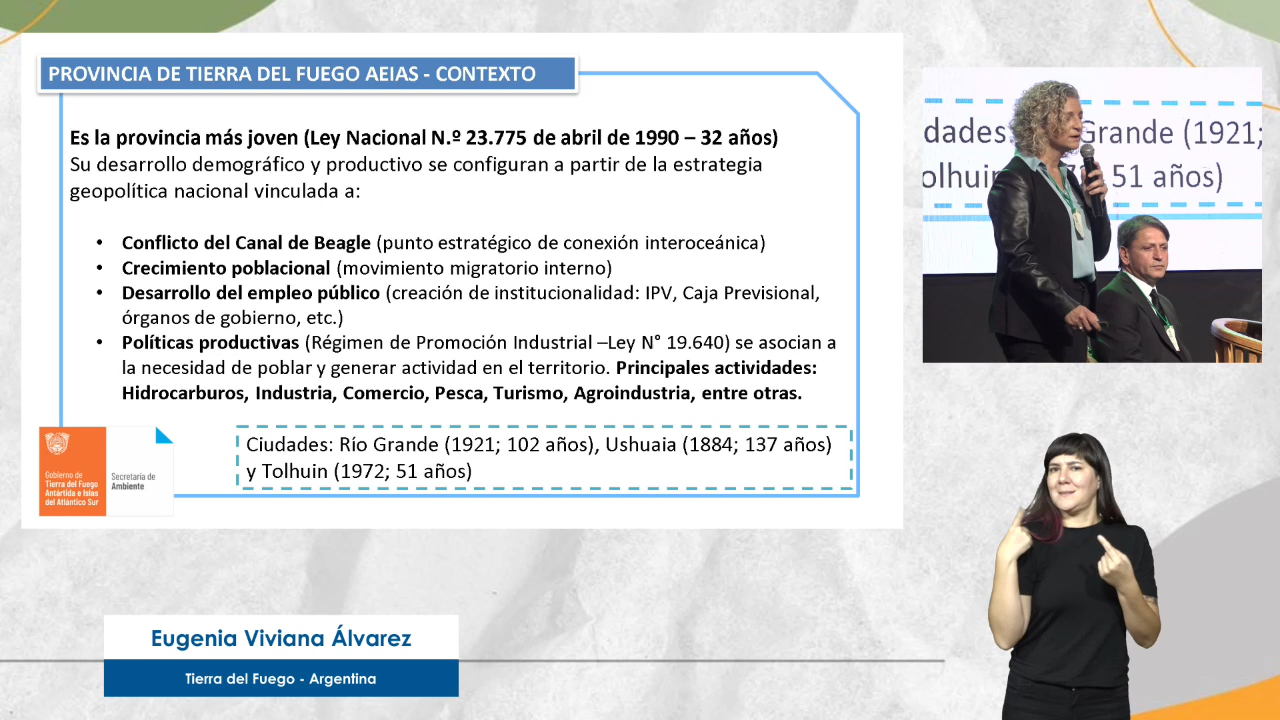 PROVINCIA DE TIERRA DEL FUEGO AEIAS - CONTEXTO
Es la provincia más joven (Ley Nacional N.º 23.775 de abril de 1990 – 32 años)
Su desarrollo demográfico y productivo se configuran a partir de la estrategia
geopolítica nacional vinculada a:
• Conflicto del Canal de Beagle (punto estratégico de conexión interoceánica)
• Crecimiento poblacional (movimiento migratorio interno)
• Desarrollo del empleo público (creación de institucionalidad: IPV, Caja Previsional,
órganos de gobierno, etc.)
• Políticas productivas (Régimen de Promoción Industrial –Ley N° 19.640) se asocian a
la necesidad de poblar y generar actividad en el territorio. Principales actividades:
Hidrocarburos, Industria, Comercio, Pesca, Turismo, Agroindustria, entre otras.
Ciudades: Río Grande (1921; 102 años), Ushuaia (1884; 137 años)
y Tolhuin (1972; 51 años)
Gobierno de
Tierra del Fuego
Antártida e Islas
del Atlántico Sur
Secretaría de
Ambiente
dades: Grande (1921;
olhuin 51 años)
Eugenia Viviana Álvarez
Tierra del Fuego - Argentina